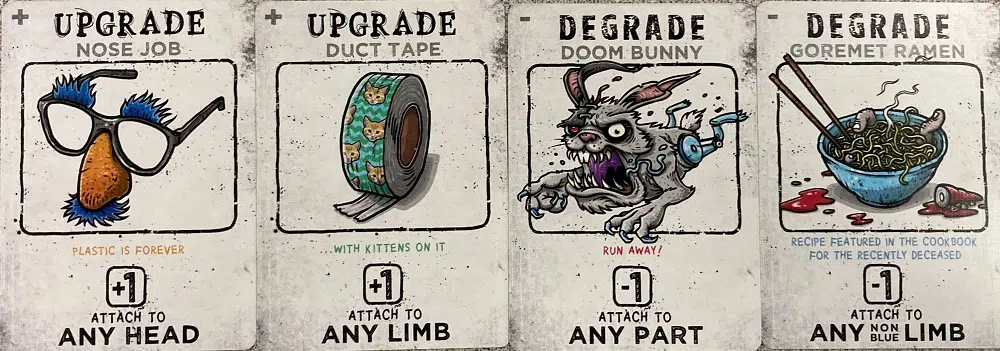 +
UPGRADE
NOSE JOB
PLASTIC IS FOREVER
+1
ATTACH TO
ANY HEAD
+
UPGRADE
DUCT TAPE
...WITH KITTENS ON IT
+1
ATTACH TO
ANY LIMB
-
DEGRADE
DOOM BUNNY
RUN AWAY!
-1
ATTACH TO
ANY PART
-
DEGRADE
GOREMET RAMEN
RECIPE FEATURED IN THE COOKBOOK
FOR THE RECENTLY DECEASED
-1
ATTACH TO
ANY NON BLUE LIMB